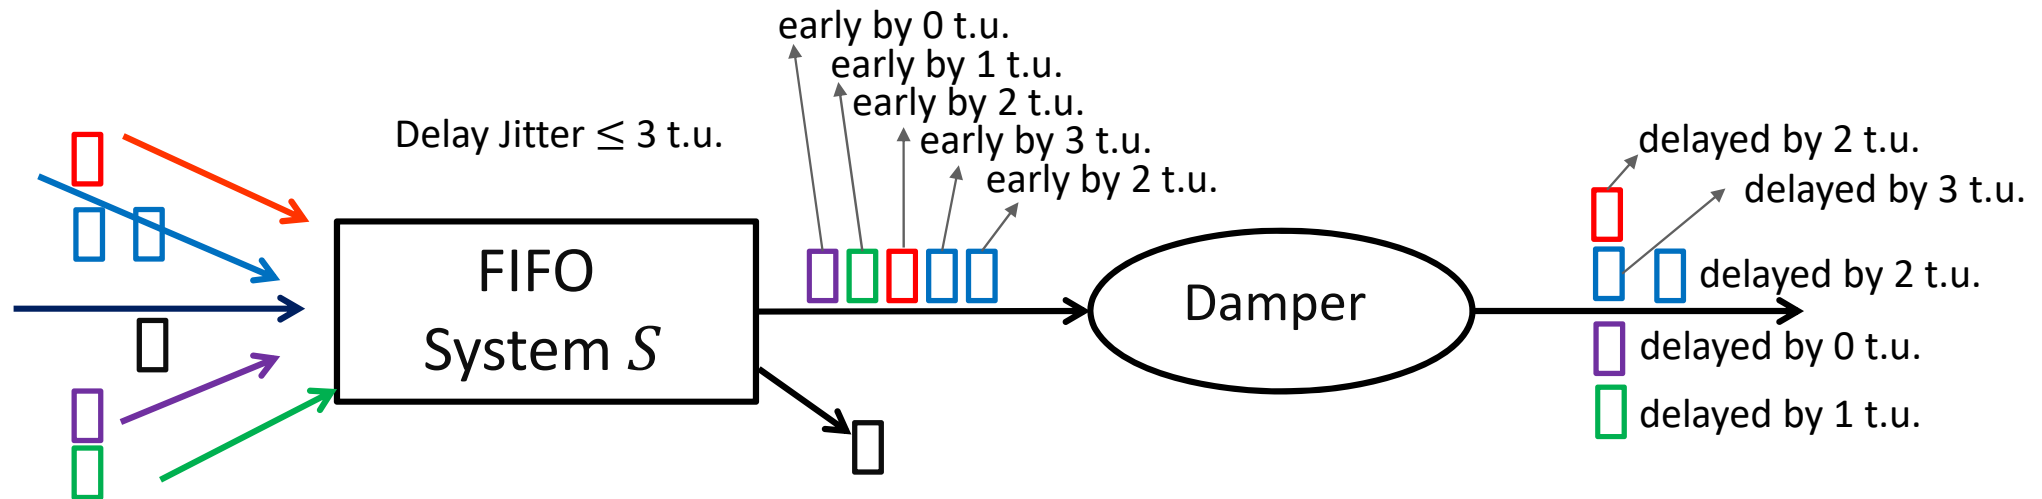 early by 0 t.u.
early by 1 t.u.
early by 2 t.u.
early by 3 t.u.
early by 2 t.u.
Delay Jitter ≤ 3 t.u.
delayed by 2 t.u.
delayed by 3 t.u.
FIFO
System S
Damper
delayed by 2 t.u.
delayed by 0 t.u.
delayed by 1 t.u.